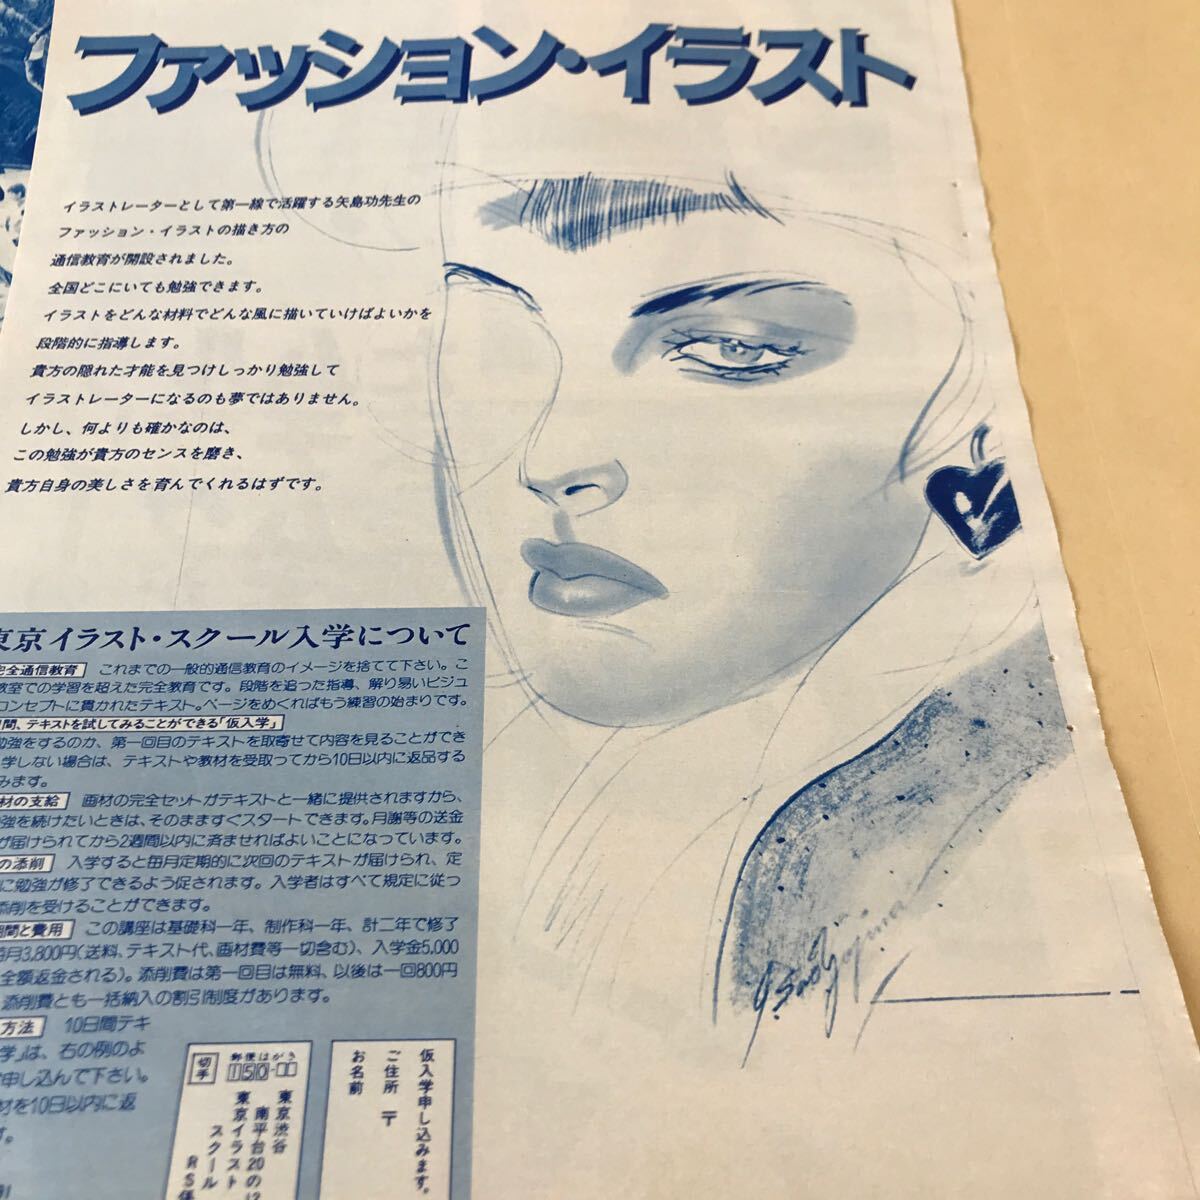 ファッション・イラスト
イラストレーターとして第一線で活躍する矢島功先生の
ファッション・イラストの描き方の
通信教育が開設されました。
全国どこにいても勉強できます。
イラストをどんな材料でどんな風に描いていけばよいかを
段階的に指導します。
貴方の隠れた才能を見つけしっかり勉強して
イラストレーターになるのも夢ではありません。
しかし、何よりも確かなのは、
この勉強が貴方のセンスを磨き、
貴方自身の美しさを育んでくれるはずです。
東京イラスト・スクール入学について
完全通信教育 これまでの一般的通信教育のイメージを捨てて下さい。こ
教室での学習を超えた完全教育です。段階を追った指導、解り易いビジュ
コンセプトに貫かれたテキスト。ページをめくればもう練習の始まりです。
間、テキストを試してみることができる「仮入学」
勉強をするのか、第一回目のテキストを取寄せて内容を見ることができ
学しない場合は、テキストや教材を受取ってから10日以内に返品する
みます。
材の支給 画材の完全セットがテキストと一緒に提供されますから、
強を続けたいときは、そのまますぐスタートできます。月謝等の送金
が届けられてから2週間以内に済ませればよいことになっています。
の添削 入学すると毎月定期的に次回のテキストが届けられ、定
に勉強が修了できるよう促されます。入学者はすべて規定に従っ
添削を受けることができます。
期間と費用 この講座は基礎科一年、制作科一年、計二年で修了
毎月3,800円(送料、テキスト代、画材費等一切含む)、入学金5,000
全額返金される)。添削費は第一回目は無料、以後は一回800円
添削費とも一括納入の割引制度があります。
方法 10日間テキ
学」は、右の例のよ
申し込んで下さい。
材を10日以内に返
す。
切手
郵便はがき
150-
東京渋谷
南平台20の12
東京イラスト
スクール
RS係
仮入学申し込みます。
ご住所 〒
お名前